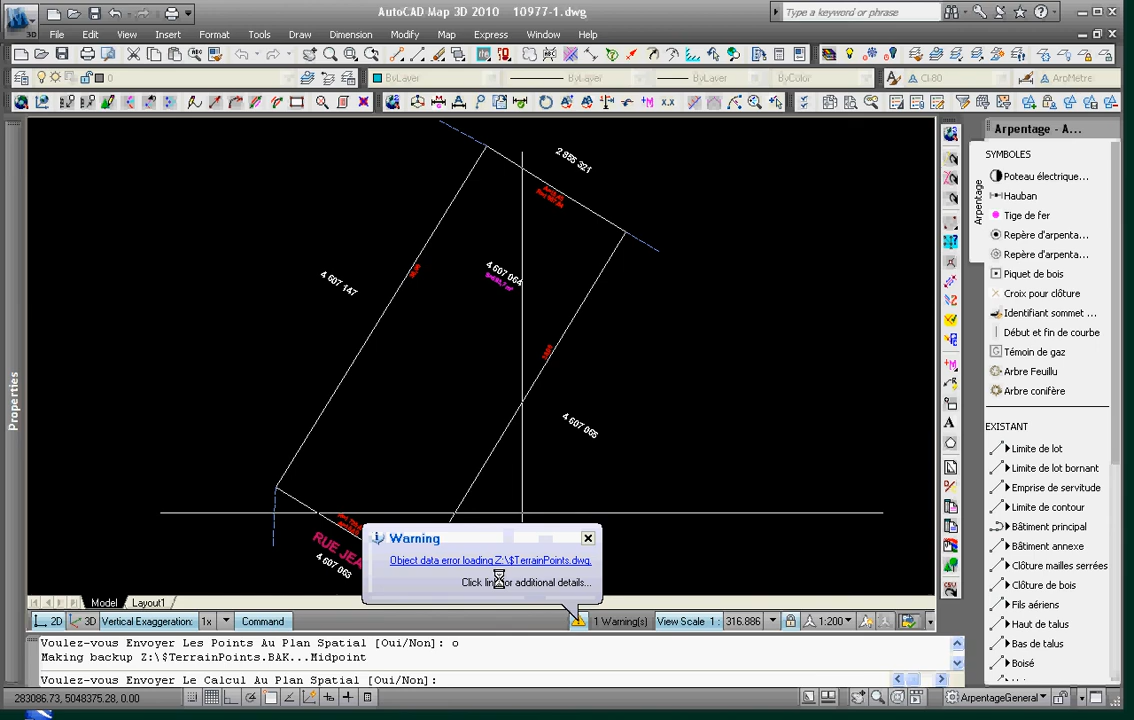 AutoCAD Map 3D 2010 10977-1.dwg
Type a keyword or phrase
3D
File Edit View Insert Format Tools Draw Dimension Modify Map Express Window Help
0 ByLayer ByLayer ByLayer ByColor CI-80 ArpMètre
Arpentage - A...
SYMBOLES
Arpentage
Poteau électrique...
Hauban
Tige de fer
Repère d'arpenta...
Repère d'arpenta...
Piquet de bois
Croix pour clôture
Identifiant sommet ...
Début et fin de courbe
Témoin de gaz
Arbre Feuillu
Arbre conifère
EXISTANT
Limite de lot
Limite de lot bornant
Emprise de servitude
Limite de contour
Bâtiment principal
Bâtiment annexe
Clôture mailles serrées
Clôture de bois
Fils aériens
Haut de talus
Bas de talus
Boisé
Properties
2 855 321
4 607 064
4 607 147
4 607 065
RUE JEA
4 607 063
Warning
Object data error loading Z:\$TerrainPoints.dwg.
Click lin or additional details...
Model Layout1
2D 3D Vertical Exaggeration: 1x Command 1 Warning(s) View Scale 1 : 316.886 1:200
Voulez-vous Envoyer Les Points Au Plan Spatial [Oui/Non]: o
Making backup Z:\$TerrainPoints.BAK...Midpoint
Voulez-vous Envoyer Le Calcul Au Plan Spatial [Oui/Non]:
283086.73, 5048375.28, 0.00
ArpentageGeneral